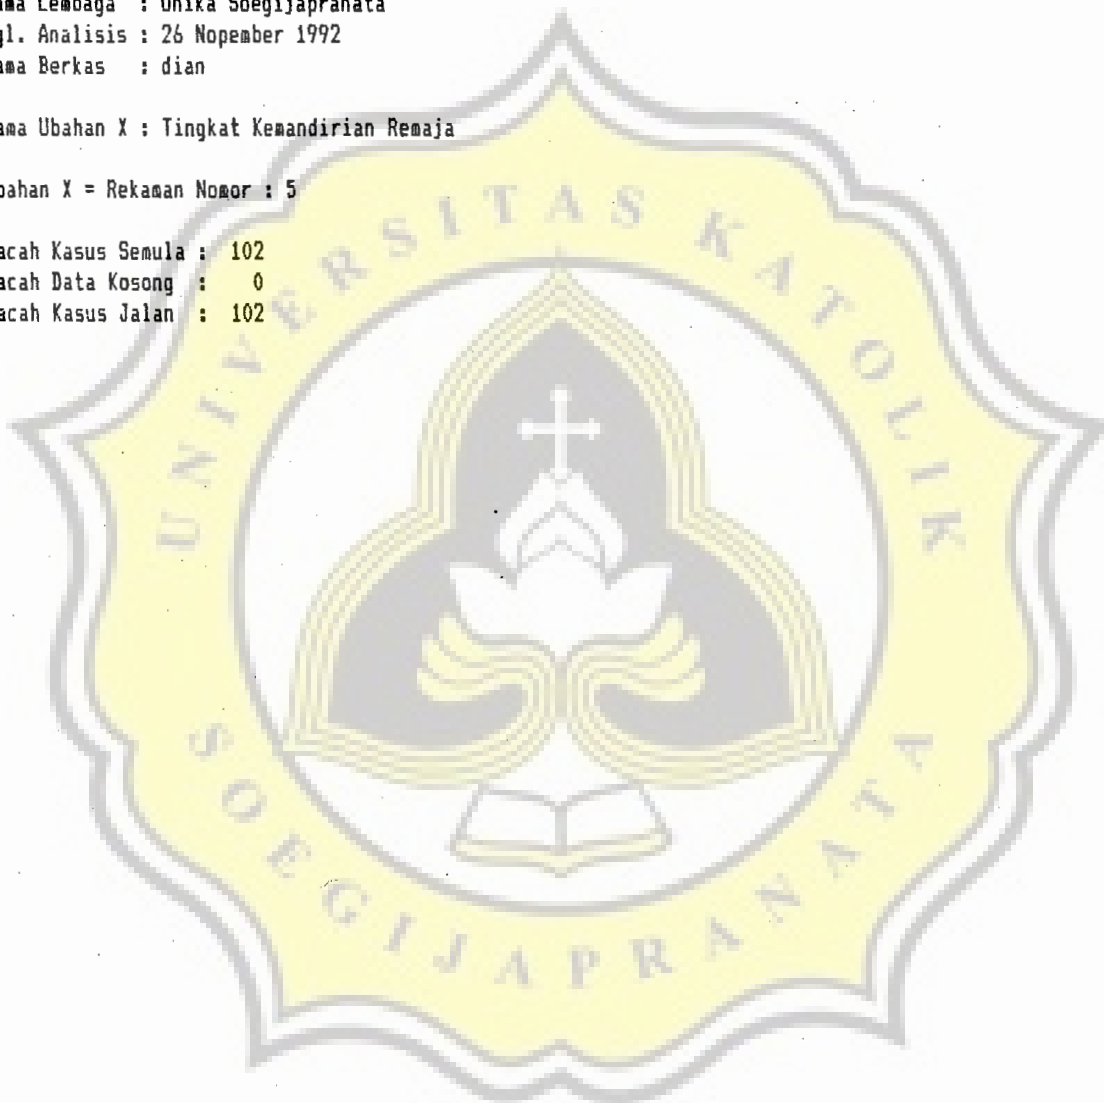 ama Lembaga : Unika Soegijapranata
gl. Analisis : 26 Nopember 1992
ama Berkas : dian
ama Ubahan X : Tingkat Kemandirian Remaja
bahan X = Rekaman Nomor : 5
acah Kasus Semula : 102
acah Data Kosong : 0
acah Kasus Jalan : 102
UNIVERSITAS KATOLIK
SOEGIJAPRANATA